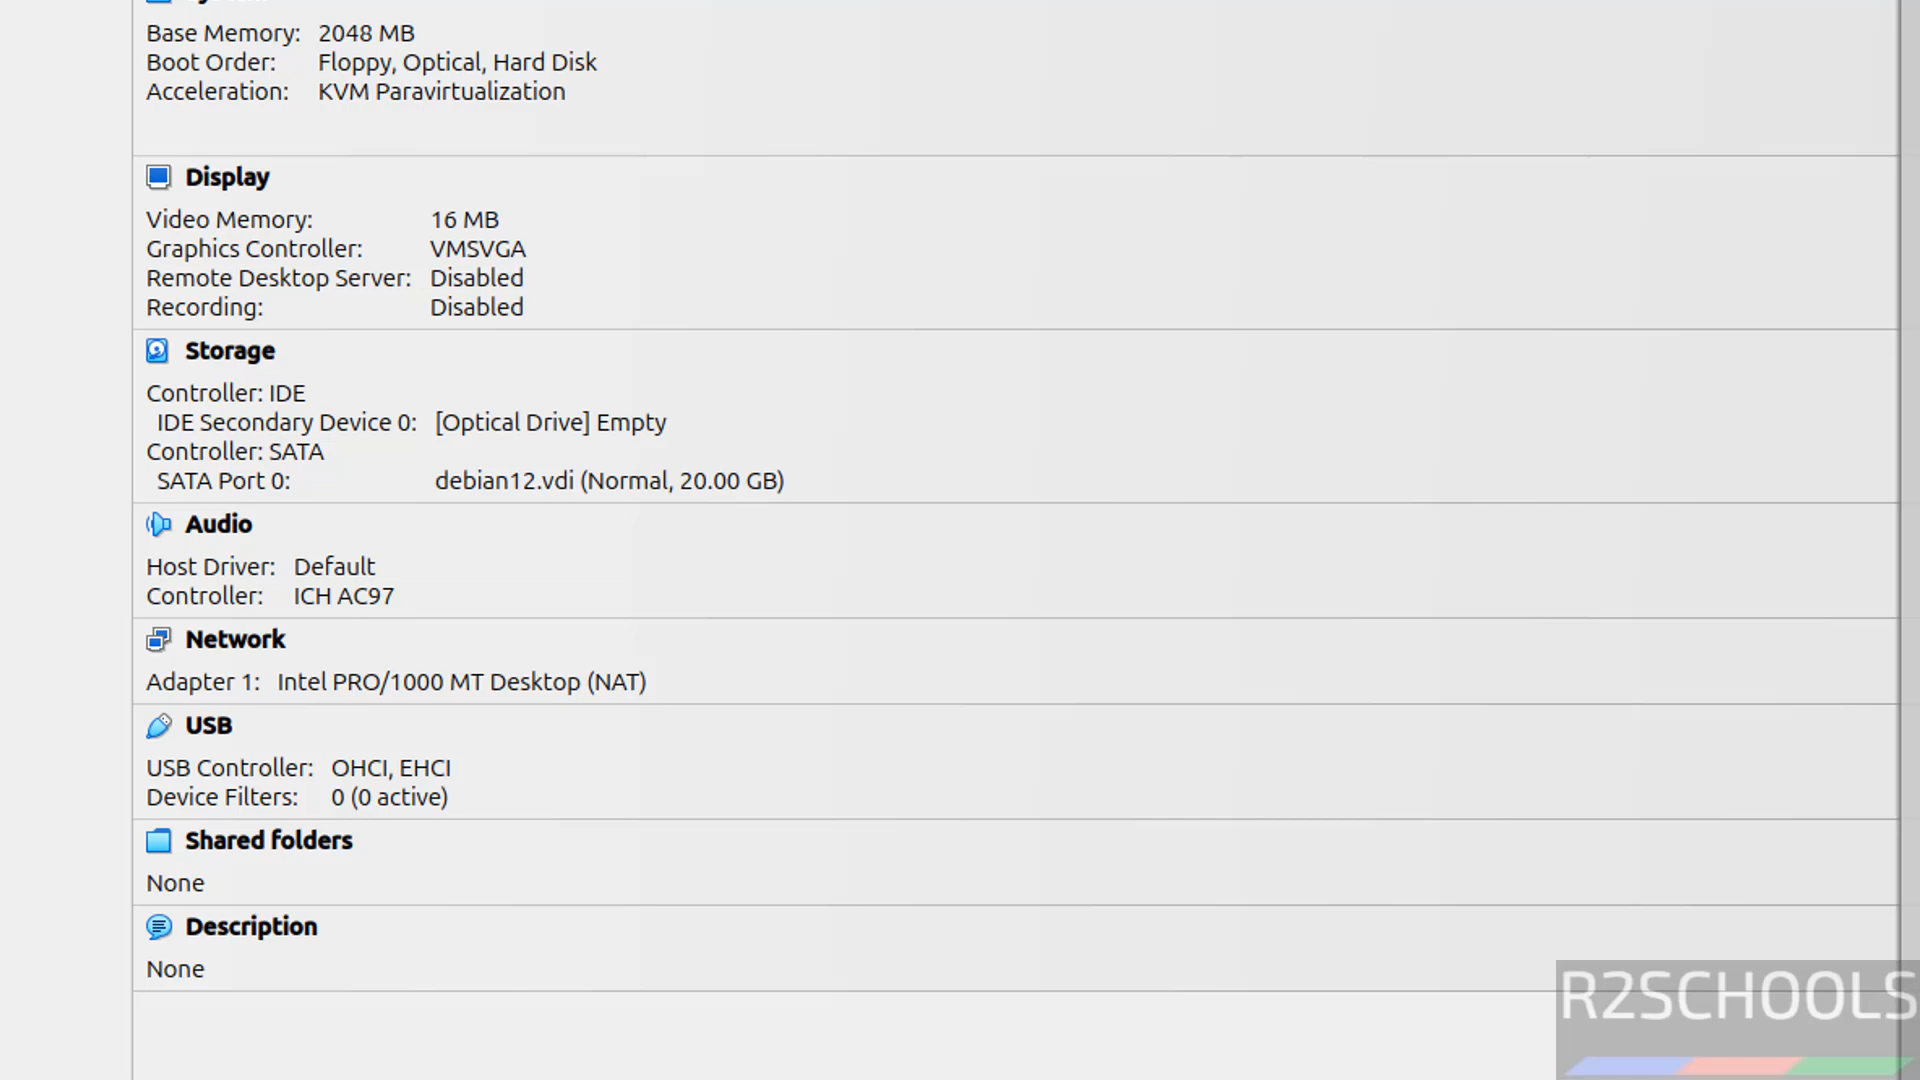 Base Memory: 2048 MB
Boot Order: Floppy, Optical, Hard Disk
Acceleration: KVM Paravirtualization
Display
Video Memory: 16 MB
Graphics Controller: VMSVGA
Remote Desktop Server: Disabled
Recording: Disabled
Storage
Controller: IDE
IDE Secondary Device 0: [Optical Drive] Empty
Controller: SATA
SATA Port 0: debian12.vdi (Normal, 20.00 GB)
Audio
Host Driver: Default
Controller: ICH AC97
Network
Adapter 1: Intel PRO/1000 MT Desktop (NAT)
USB
USB Controller: OHCI, EHCI
Device Filters: 0 (0 active)
Shared folders
None
Description
None
R2SCHOOLS